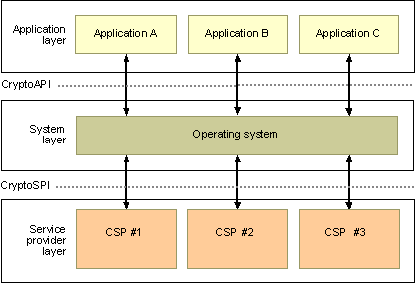 Application layer
Application A
Application B
Application C
CryptoAPI
System layer
Operating system
CryptoSPI
Service provider layer
CSP #1
CSP #2
CSP #3